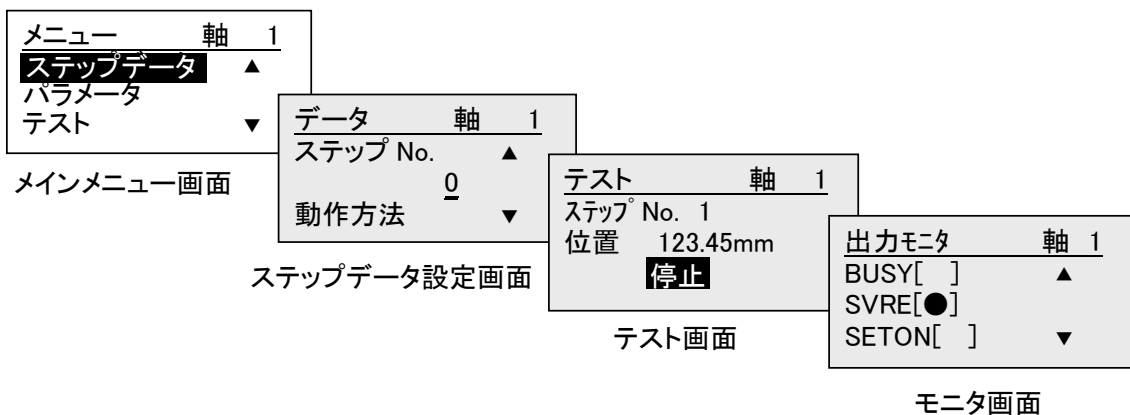 メニュー 軸 1
ステップデータ ▲
パラメータ
テスト ▼
メインメニュー画面
データ 軸 1
ステップ No. ▲
0
動作方法 ▼
ステップデータ設定画面
テスト 軸 1
ｽﾃｯﾌﾟ No. 1
位置 123.45mm
停止
テスト画面
出力ﾓﾆﾀ 軸 1
BUSY[ ] ▲
SVRE[●]
SETON[ ] ▼
モニタ画面